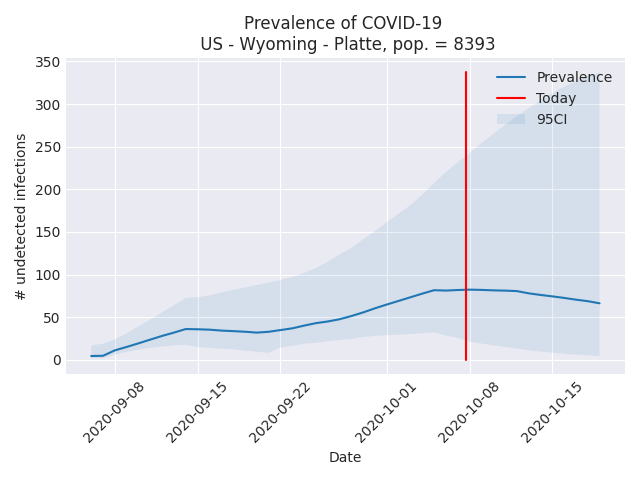 Prevalence of COVID-19
US - Wyoming - Platte, pop. = 8393
# undetected infections
350
300
250
200
150
100
50
0
Prevalence
Today
95CI
2020-09-08
2020-09-15
2020-09-22
2020-10-01
2020-10-08
2020-10-15
Date